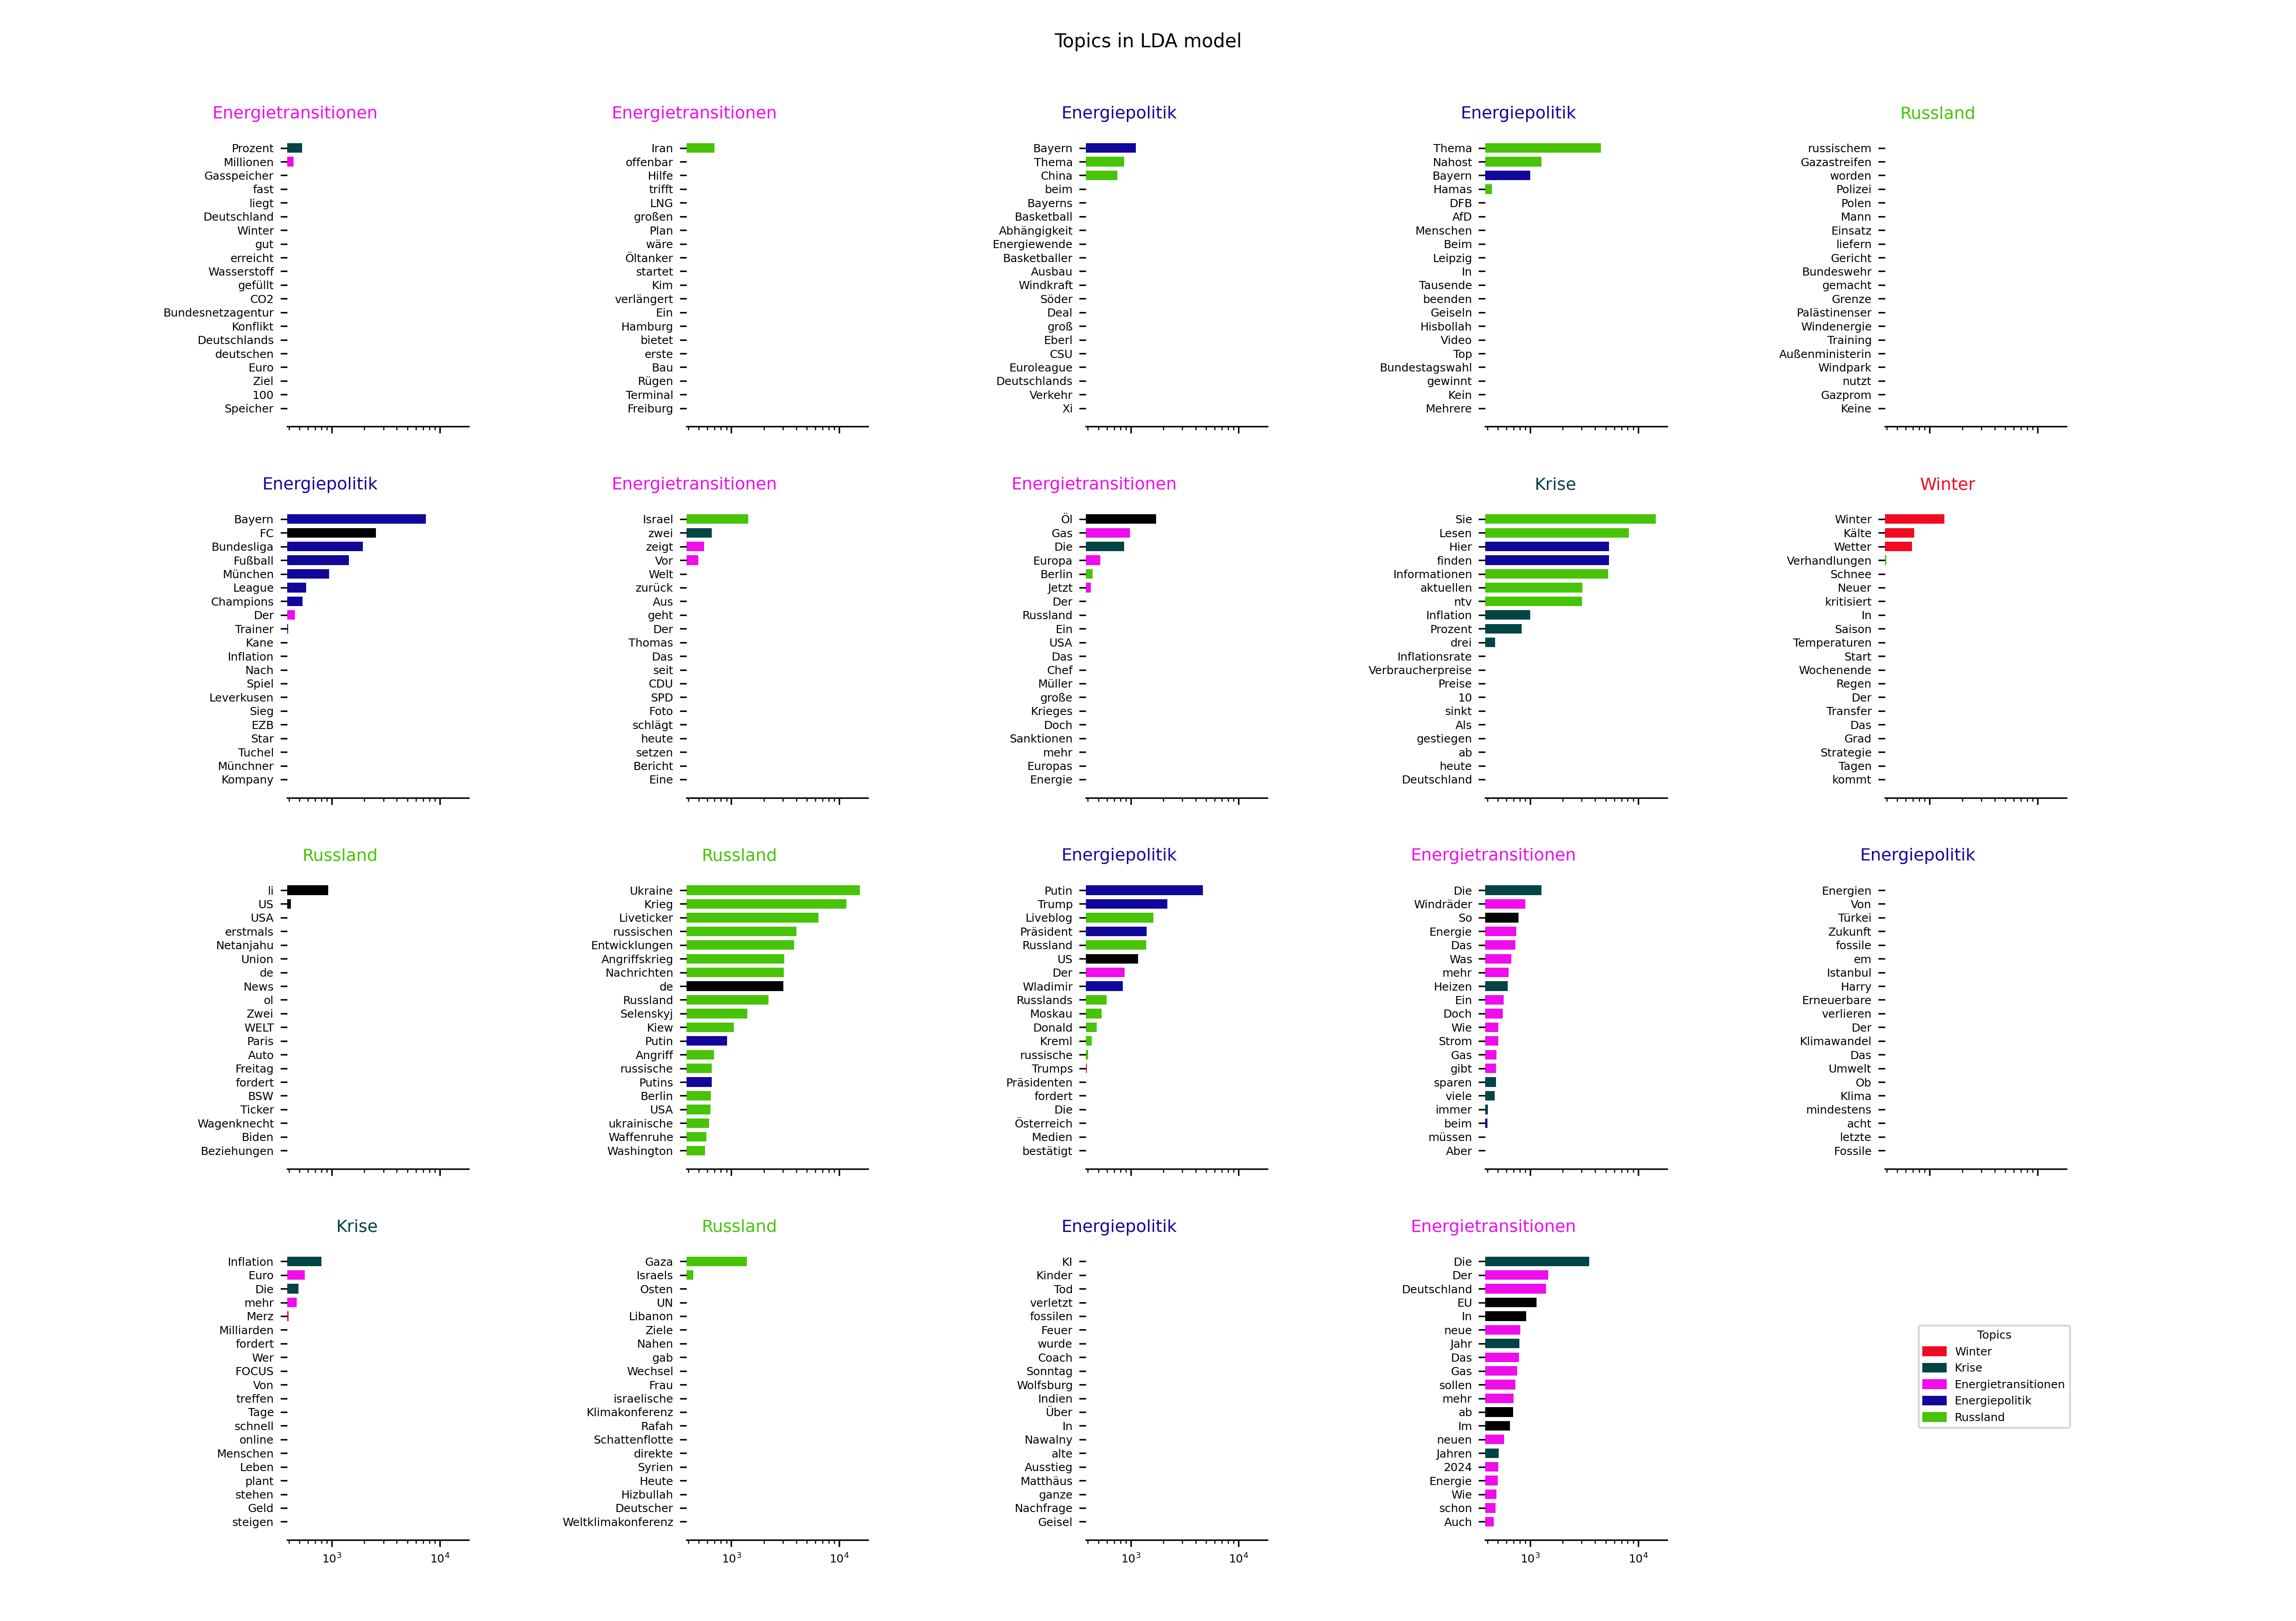 Topics in LDA model
Energietransitionen
Prozent
Millionen
Gasspeicher
fast
liegt
Deutschland
Winter
gut
erreicht
Wasserstoff
gefüllt
CO2
Bundesnetzagentur
Konflikt
Deutschlands
deutschen
Euro
Ziel
100
Speicher
Energietransitionen
Iran
offenbar
Hilfe
trifft
LNG
großen
Plan
wäre
Öltanker
startet
Kim
verlängert
Ein
Hamburg
bietet
erste
Bau
Rügen
Terminal
Freiburg
Energiepolitik
Bayern
Thema
China
beim
Bayerns
Basketball
Abhängigkeit
Energiewende
Basketballer
Ausbau
Windkraft
Söder
Deal
groß
Eberl
CSU
Euroleague
Deutschlands
Verkehr
Xi
Energiepolitik
Thema
Nahost
Bayern
Hamas
DFB
AfD
Menschen
Beim
Leipzig
In
Tausende
beenden
Geiseln
Hisbollah
Video
Top
Bundestagswahl
gewinnt
Kein
Mehrere
Russland
russischem
Gazastreifen
worden
Polizei
Polen
Mann
Einsatz
liefern
Gericht
Bundeswehr
gemacht
Grenze
Palästinenser
Windenergie
Training
Außenministerin
Windpark
nutzt
Gazprom
Keine
Energiepolitik
Bayern
FC
Bundesliga
Fußball
München
League
Champions
Der
Trainer
Kane
Inflation
Nach
Spiel
Leverkusen
Sieg
EZB
Star
Tuchel
Münchner
Kompany
Energietransitionen
Israel
zwei
zeigt
Vor
Welt
zurück
Aus
geht
Der
Thomas
Das
seit
CDU
SPD
Foto
schlägt
heute
setzen
Bericht
Eine
Energietransitionen
Öl
Gas
Die
Europa
Berlin
Jetzt
Der
Russland
Ein
USA
Das
Chef
Müller
große
Krieges
Doch
Sanktionen
mehr
Europas
Energie
Krise
Sie
Lesen
Hier
finden
Informationen
aktuellen
ntv
Inflation
Prozent
drei
Inflationsrate
Verbraucherpreise
Preise
10
sinkt
Als
gestiegen
ab
heute
Deutschland
Winter
Winter
Kälte
Wetter
Verhandlungen
Schnee
Neuer
kritisiert
In
Saison
Temperaturen
Start
Wochenende
Regen
Der
Transfer
Das
Grad
Strategie
Tagen
kommt
Russland
li
US
USA
erstmals
Netanjahu
Union
de
News
ol
Zwei
WELT
Paris
Auto
Freitag
fordert
BSW
Ticker
Wagenknecht
Biden
Beziehungen
Russland
Ukraine
Krieg
Liveticker
russischen
Entwicklungen
Angriffskrieg
Nachrichten
de
Russland
Selenskyj
Kiew
Putin
Angriff
russische
Putins
Berlin
USA
ukrainische
Waffenruhe
Washington
Energiepolitik
Putin
Trump
Liveblog
Präsident
Russland
US
Der
Wladimir
Russlands
Moskau
Donald
Kreml
russische
Trumps
Präsidenten
fordert
Die
Österreich
Medien
bestätigt
Energietransitionen
Die
Windräder
So
Energie
Das
Was
mehr
Heizen
Ein
Doch
Wie
Strom
Gas
gibt
sparen
viele
immer
beim
müssen
Aber
Energiepolitik
Energien
Von
Türkei
Zukunft
fossile
em
Istanbul
Harry
Erneuerbare
verlieren
Der
Klimawandel
Das
Umwelt
Ob
Klima
mindestens
acht
letzte
Fossile
Krise
Inflation
Euro
Die
mehr
Merz
Milliarden
fordert
Wer
FOCUS
Von
treffen
Tage
schnell
online
Menschen
Leben
plant
stehen
Geld
steigen
10³ 10⁴
Russland
Gaza
Israels
Osten
UN
Libanon
Ziele
Nahen
gab
Wechsel
Frau
israelische
Klimakonferenz
Rafah
Schattenflotte
direkte
Syrien
Heute
Hizbullah
Deutscher
Weltklimakonferenz
10³ 10⁴
Energiepolitik
KI
Kinder
Tod
verletzt
fossilen
Feuer
wurde
Coach
Sonntag
Wolfsburg
Indien
Über
In
Nawalny
alte
Ausstieg
Matthäus
ganze
Nachfrage
Geisel
10³ 10⁴
Energietransitionen
Die
Der
Deutschland
EU
In
neue
Jahr
Das
Gas
sollen
mehr
ab
Im
neuen
Jahren
2024
Energie
Wie
schon
Auch
10³ 10⁴
Topics
Winter
Krise
Energietransitionen
Energiepolitik
Russland